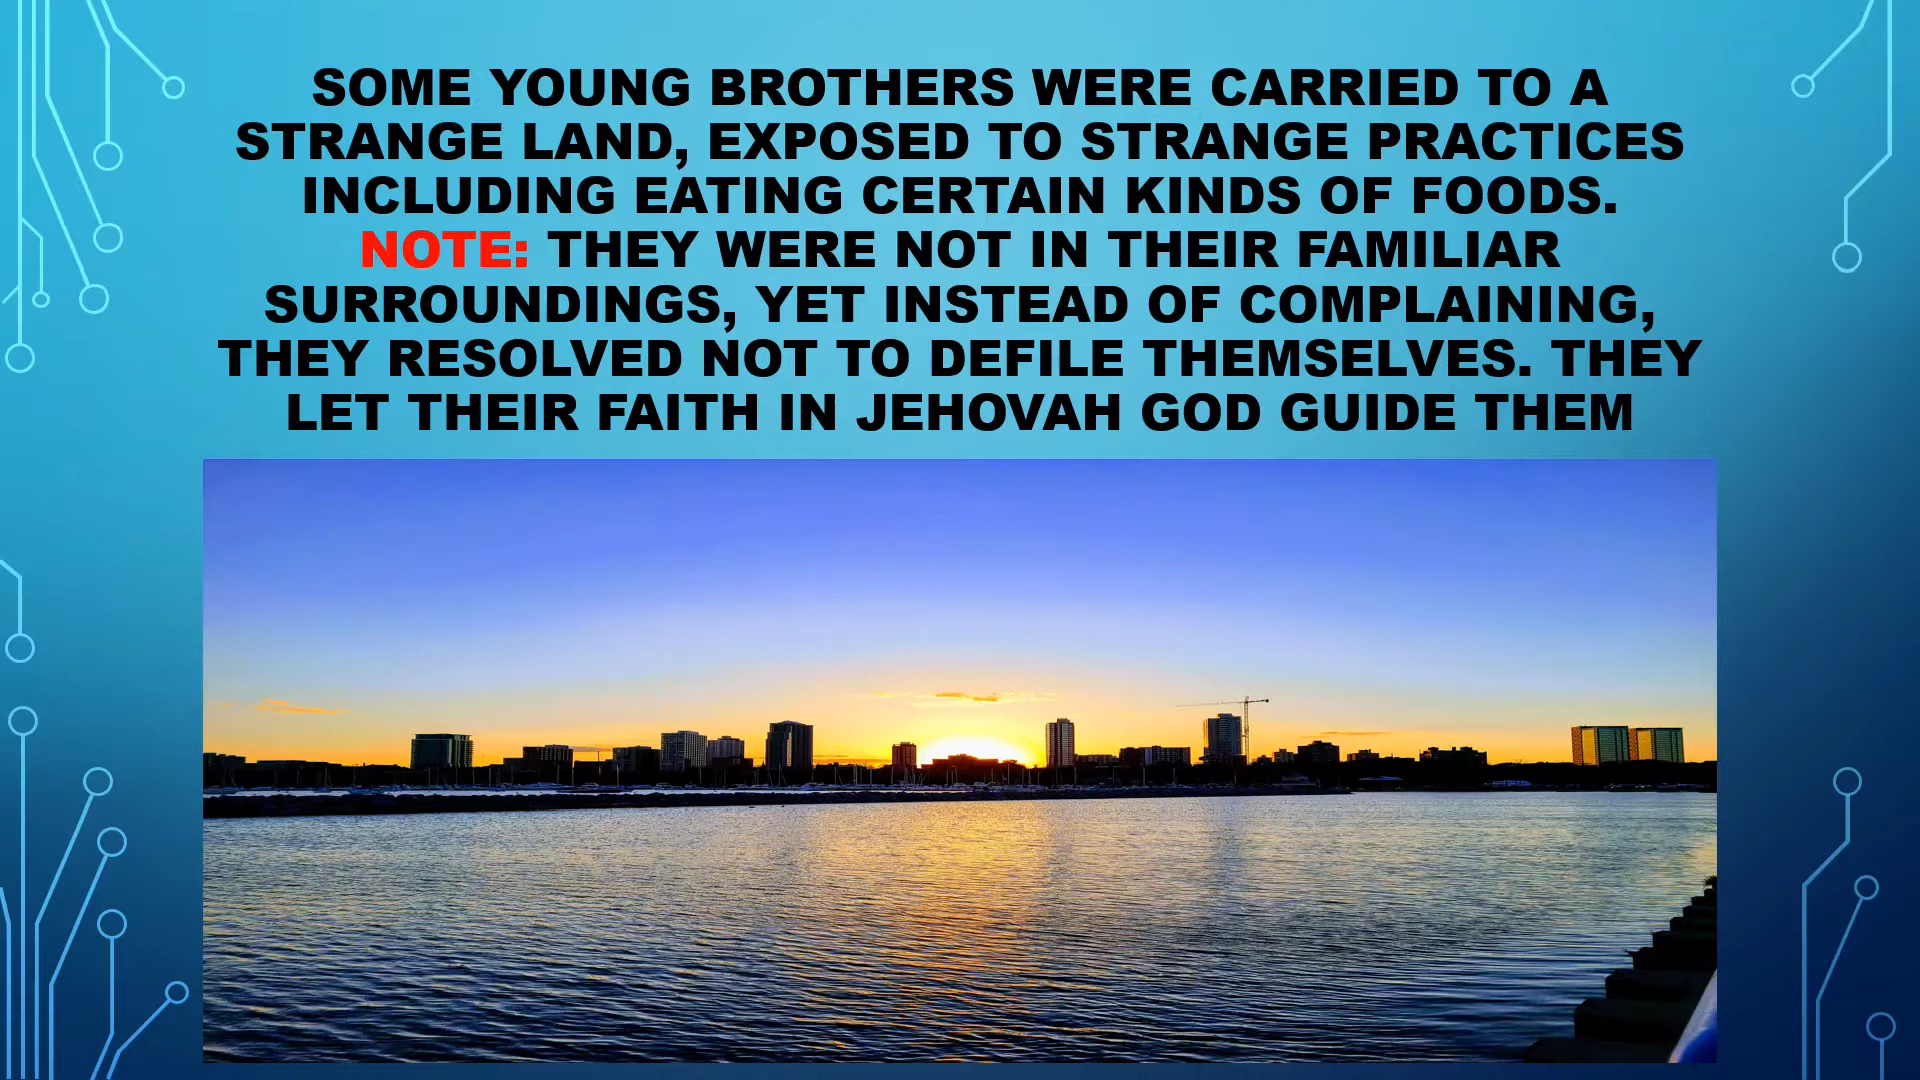 SOME YOUNG BROTHERS WERE CARRIED TO A
STRANGE LAND, EXPOSED TO STRANGE PRACTICES
INCLUDING EATING CERTAIN KINDS OF FOODS.
NOTE: THEY WERE NOT IN THEIR FAMILIAR
SURROUNDINGS, YET INSTEAD OF COMPLAINING,
THEY RESOLVED NOT TO DEFILE THEMSELVES. THEY
LET THEIR FAITH IN JEHOVAH GOD GUIDE THEM